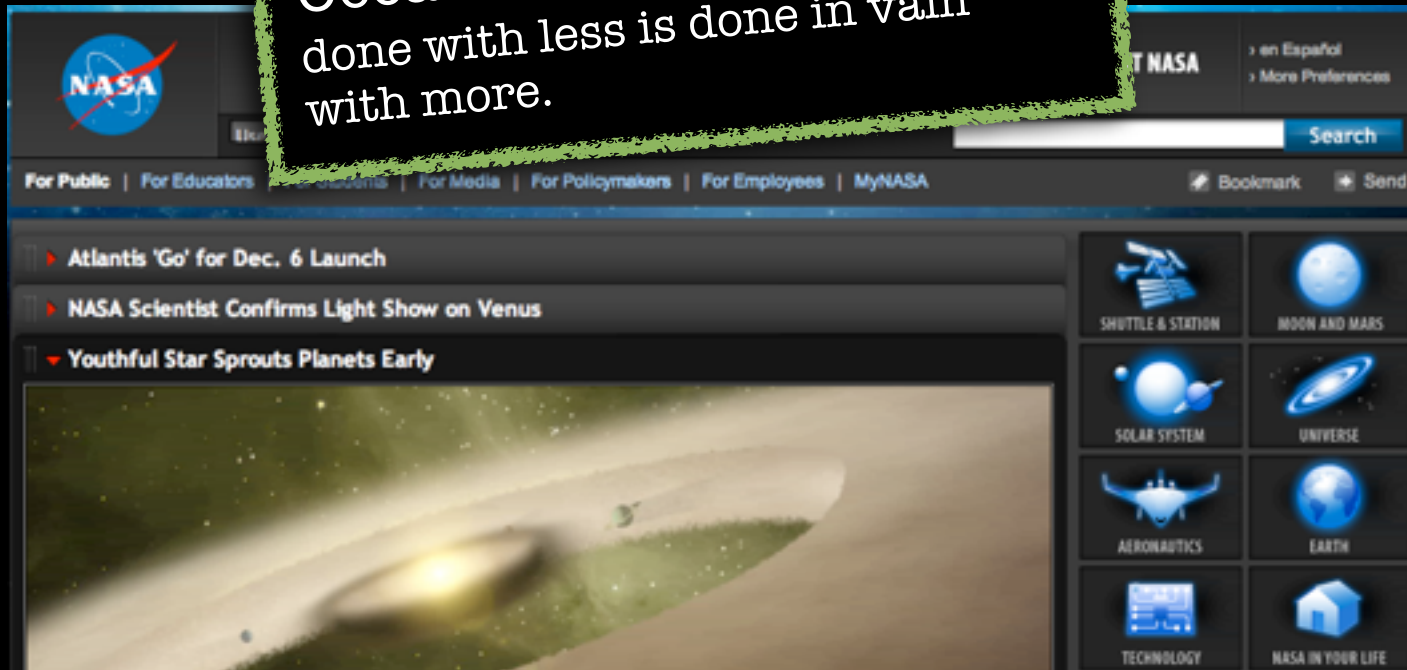 done with less is done in vain
with more.
NASA
T NASA
› en Español
› More Preferences
Search
For Public | For Educators | For Students | For Media | For Policymakers | For Employees | MyNASA
Bookmark
Send
Atlantis 'Go' for Dec. 6 Launch
NASA Scientist Confirms Light Show on Venus
Youthful Star Sprouts Planets Early
SHUTTLE & STATION
MOON AND MARS
SOLAR SYSTEM
UNIVERSE
AERONAUTICS
EARTH
TECHNOLOGY
NASA IN YOUR LIFE